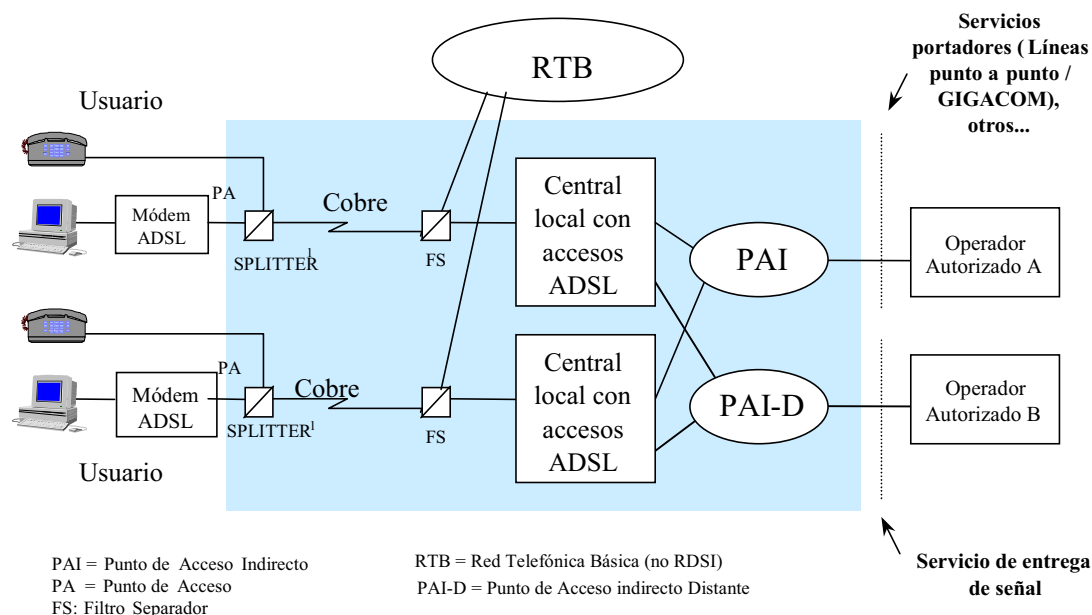 Servicios
portadores ( Líneas
punto a punto /
GIGACOM),
otros...
RTB
Usuario
PA
Módem
ADSL
SPLITTER1
Cobre
FS
Central
local con
accesos
ADSL
PAI
Operador
Autorizado A
PA
Módem
ADSL
SPLITTER1
Cobre
FS
Central
local con
accesos
ADSL
PAI-D
Operador
Autorizado B
Usuario
Servicio de entrega
de señal
PAI = Punto de Acceso Indirecto
PA = Punto de Acceso
FS: Filtro Separador
RTB = Red Telefónica Básica (no RDSI)
PAI-D = Punto de Acceso indirecto Distante